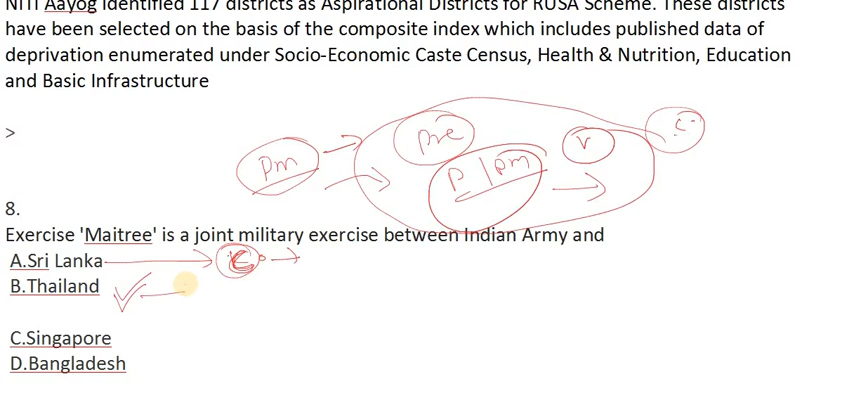 NITI Aayog identified 117 districts as Aspirational Districts for RUSA Scheme. These districts
have been selected on the basis of the composite index which includes published data of
deprivation enumerated under Socio-Economic Caste Census, Health & Nutrition, Education
and Basic Infrastructure
>
Pre
Pm
P/pm
8.
Exercise 'Maitree' is a joint military exercise between Indian Army and
A.Sri Lanka
B.Thailand
C.Singapore
D.Bangladesh